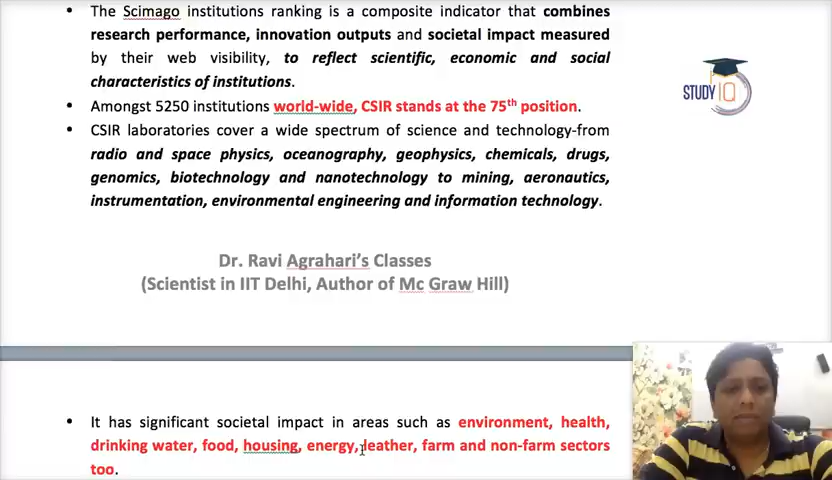 • The Scimago institutions ranking is a composite indicator that combines
research performance, innovation outputs and societal impact measured
by their web visibility, to reflect scientific, economic and social
characteristics of institutions.
• Amongst 5250 institutions world-wide, CSIR stands at the 75th position.
• CSIR laboratories cover a wide spectrum of science and technology-from
radio and space physics, oceanography, geophysics, chemicals, drugs,
genomics, biotechnology and nanotechnology to mining, aeronautics,
instrumentation, environmental engineering and information technology.
STUDY IQ
Dr. Ravi Agrahari's Classes
(Scientist in IIT Delhi, Author of Mc Graw Hill)
• It has significant societal impact in areas such as environment, health,
drinking water, food, housing, energy, leather, farm and non-farm sectors
too.